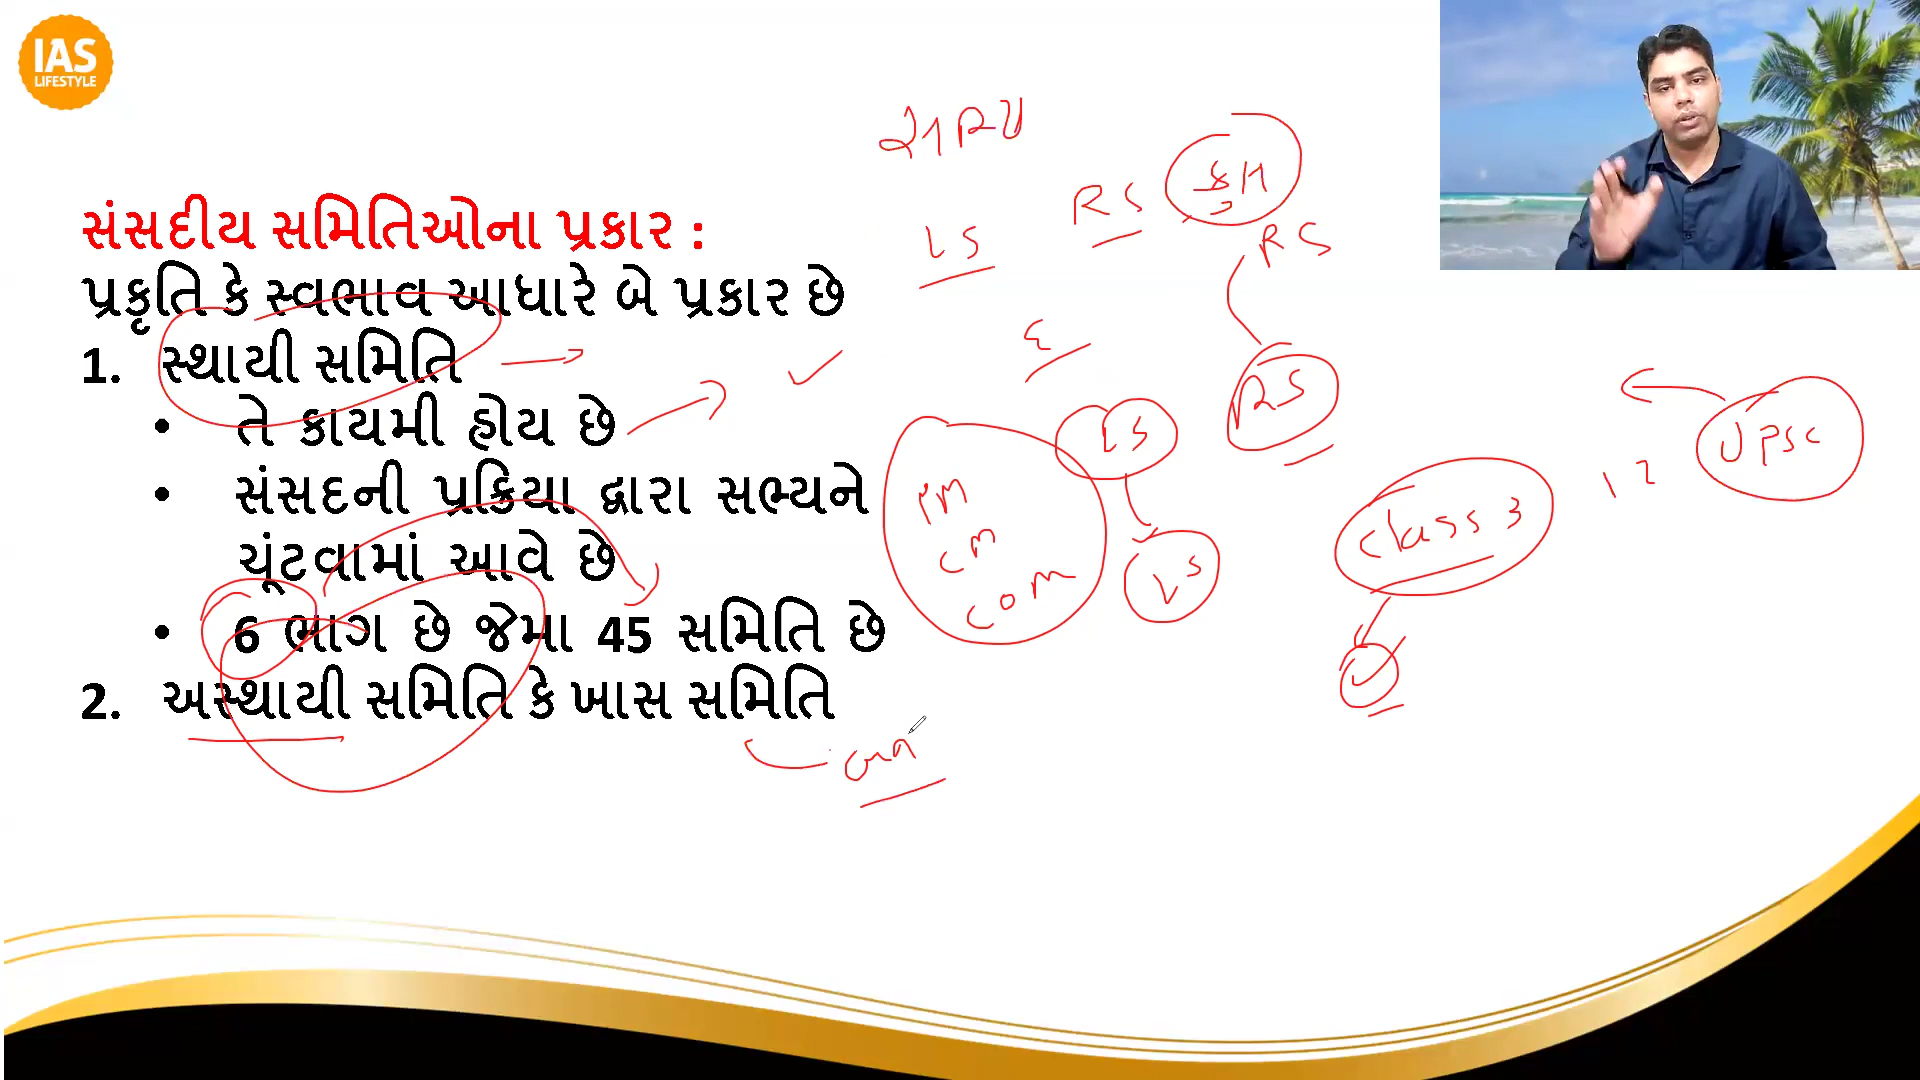 IAS
LIFESTYLE
સંસદીય સમિતિઓના પ્રકાર :
પ્રકૃતિ કે સ્વભાવ આધારે બે પ્રકાર છે
1. સ્થાયી સમિતિ
• તે કાયમી હોય છે
• સંસદની પ્રક્રિયા દ્વારા સભ્યને
ચૂંટવામાં આવે છે
• 6 ભાગ છે જેમા 45 સમિતિ છે
2. અસ્થાયી સમિતિ કે ખાસ સમિતિ
RS
LS
RS
RS
LS
LS
PM
CM
COM
class 3
12
UPSC